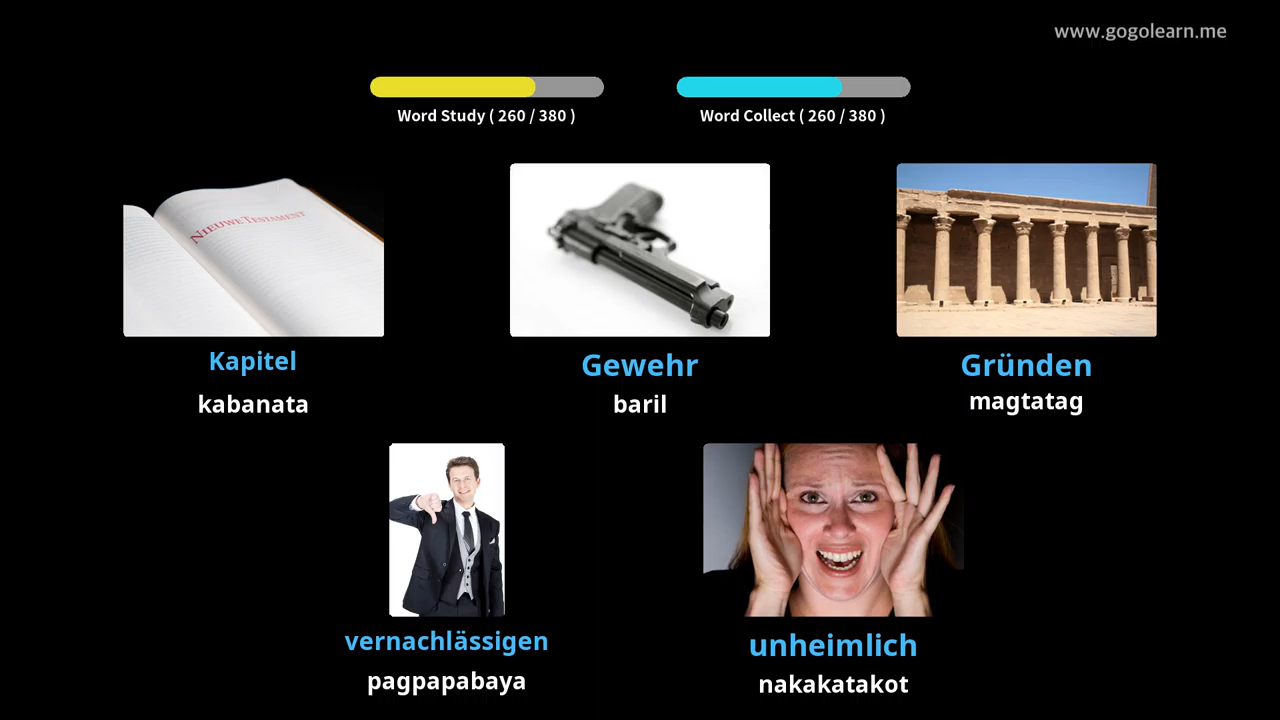 www.gogolearn.me
Word Study ( 260 / 380 )
Word Collect ( 260 / 380 )
NIEUWE TESTAMENT
Kapitel
kabanata
Gewehr
baril
Gründen
magtatag
vernachlässigen
pagpapabaya
unheimlich
nakakatakot